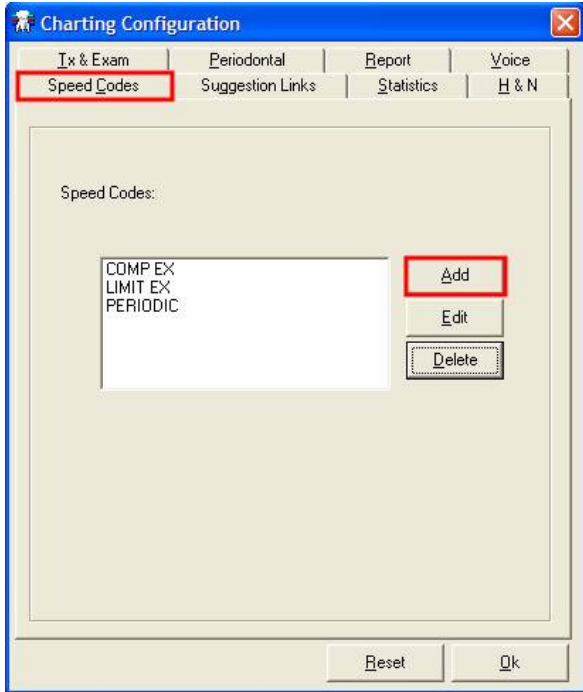 Charting Configuration
Tx & Exam Periodontal Report Voice
Speed Codes Suggestion Links Statistics H & N
Speed Codes:
COMP EX
LIMIT EX
PERIODIC
Add
Edit
Delete
Reset Ok